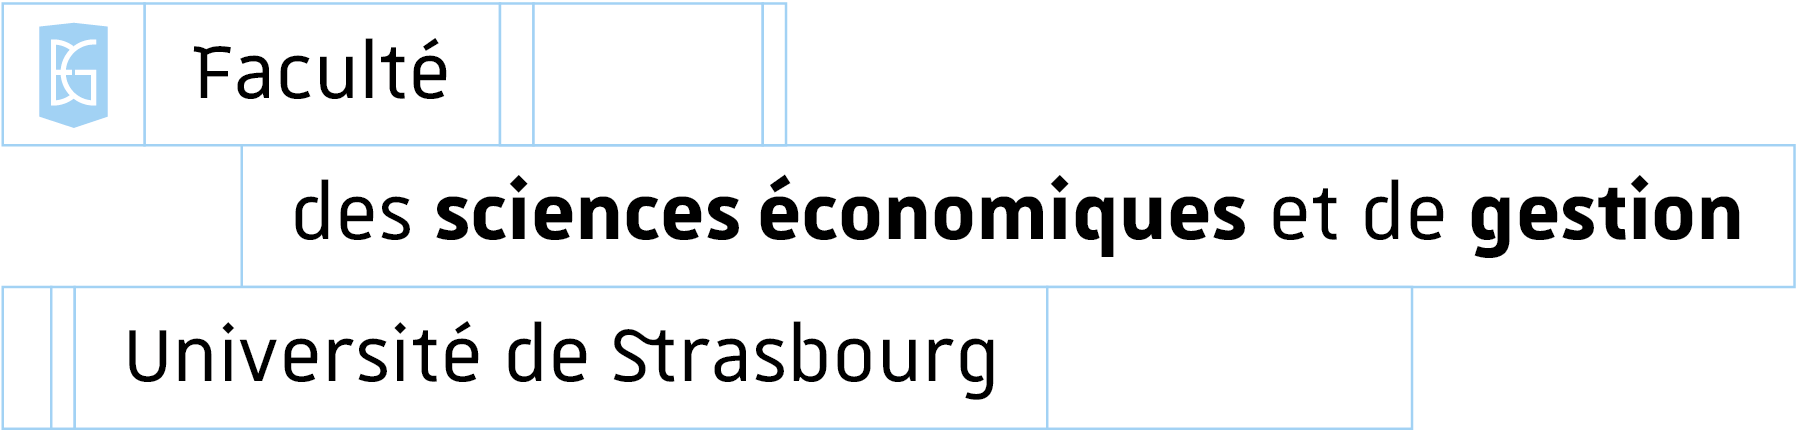 Faculté
des sciences économiques et de gestion
Université de Strasbourg